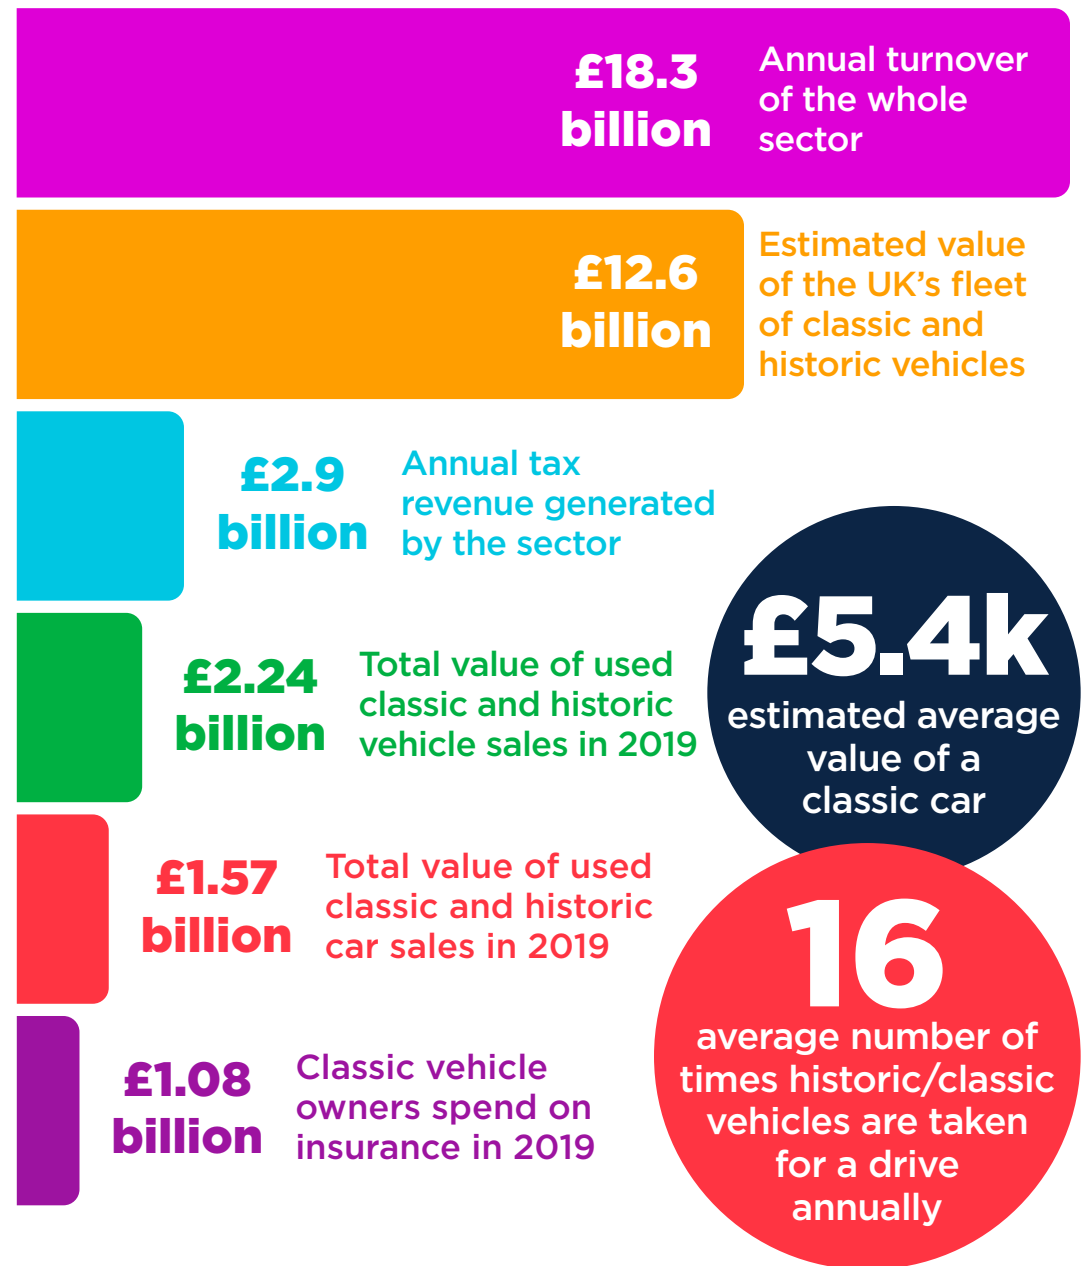 £18.3
billion
Annual turnover
of the whole
sector
£12.6
billion
Estimated value
of the UK’s fleet
of classic and
historic vehicles
£2.9
billion
Annual tax
revenue generated
by the sector
£2.24
billion
Total value of used
classic and historic
vehicle sales in 2019
£5.4k
estimated average
value of a
classic car
£1.57
billion
Total value of used
classic and historic
car sales in 2019
16
average number of
times historic/classic
vehicles are taken
for a drive
annually
£1.08
billion
Classic vehicle
owners spend on
insurance in 2019